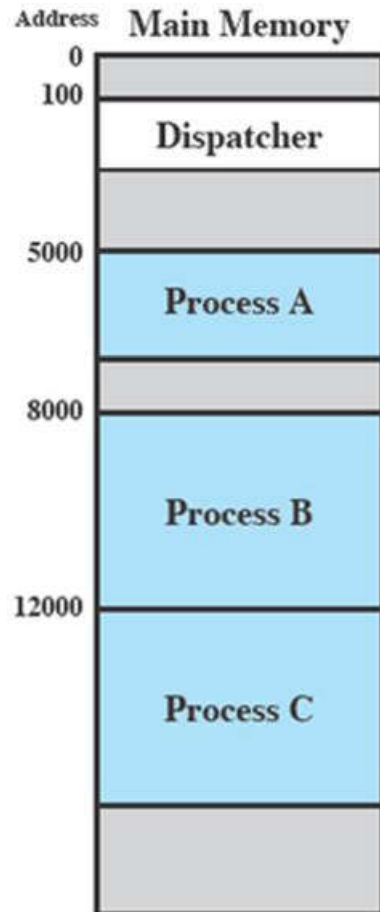 Address Main Memory
0
100
Dispatcher
5000
Process A
8000
Process B
12000
Process C